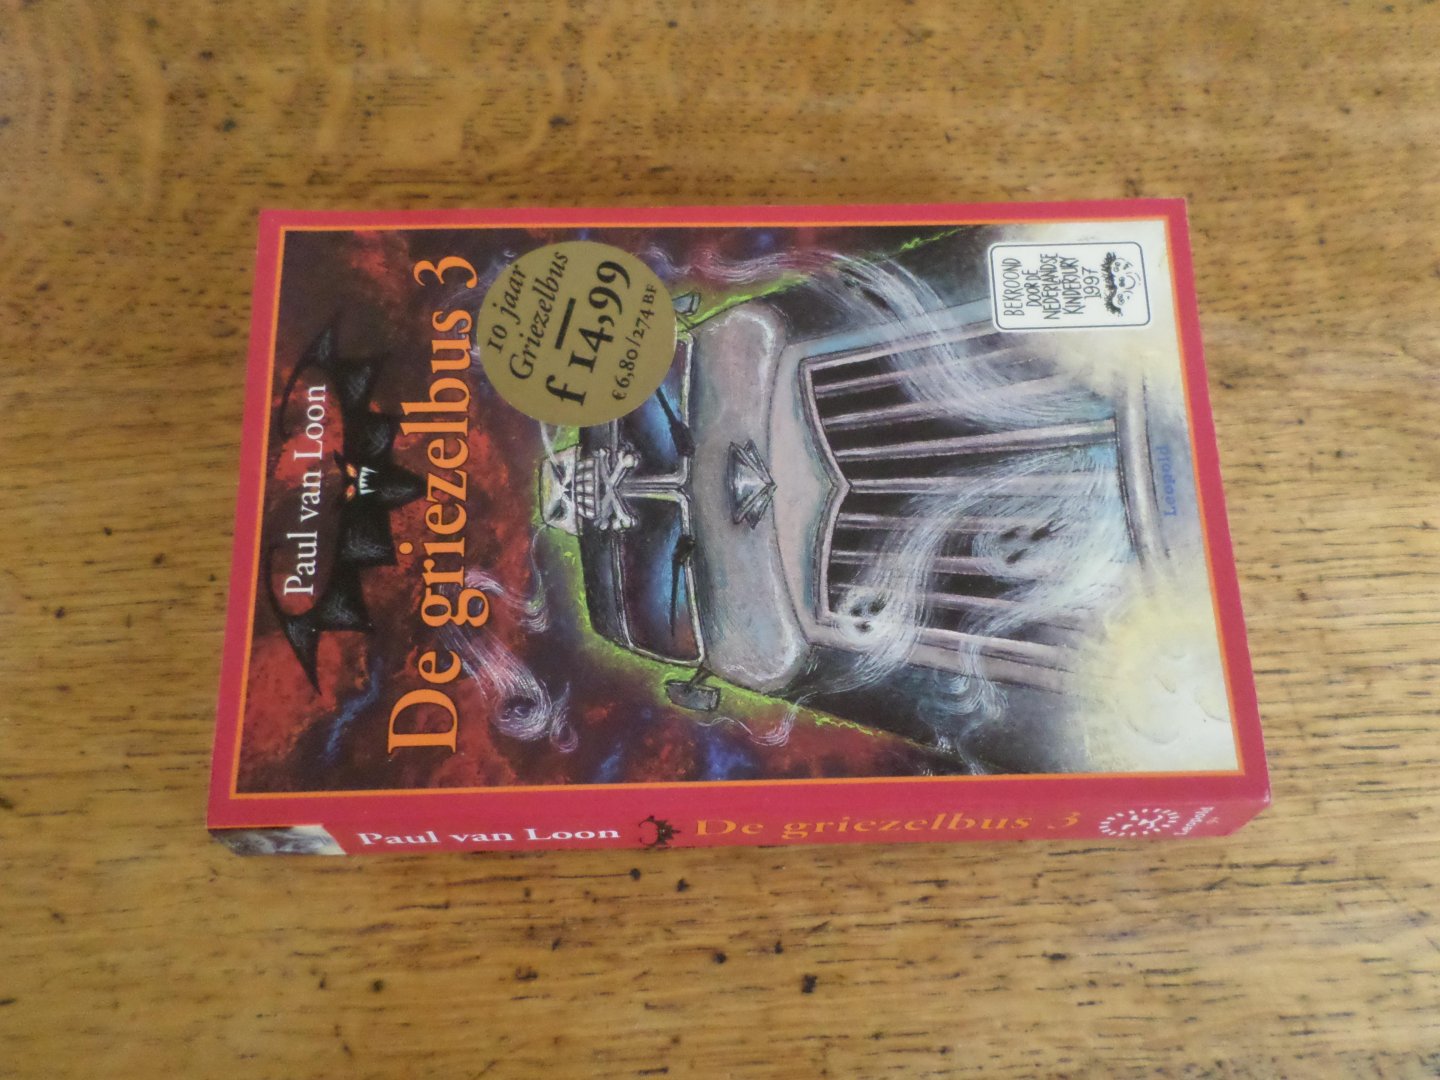 Paul van Loon
De griezelbus 3
10 jaar
Griezelbus
f 14,99
€6,80/274 BF
BEKROOND
DOOR DE
NEDERLANDSE
KINDERJURY
1997
Leopold
Paul van Loon De griezelbus 3
Leopold